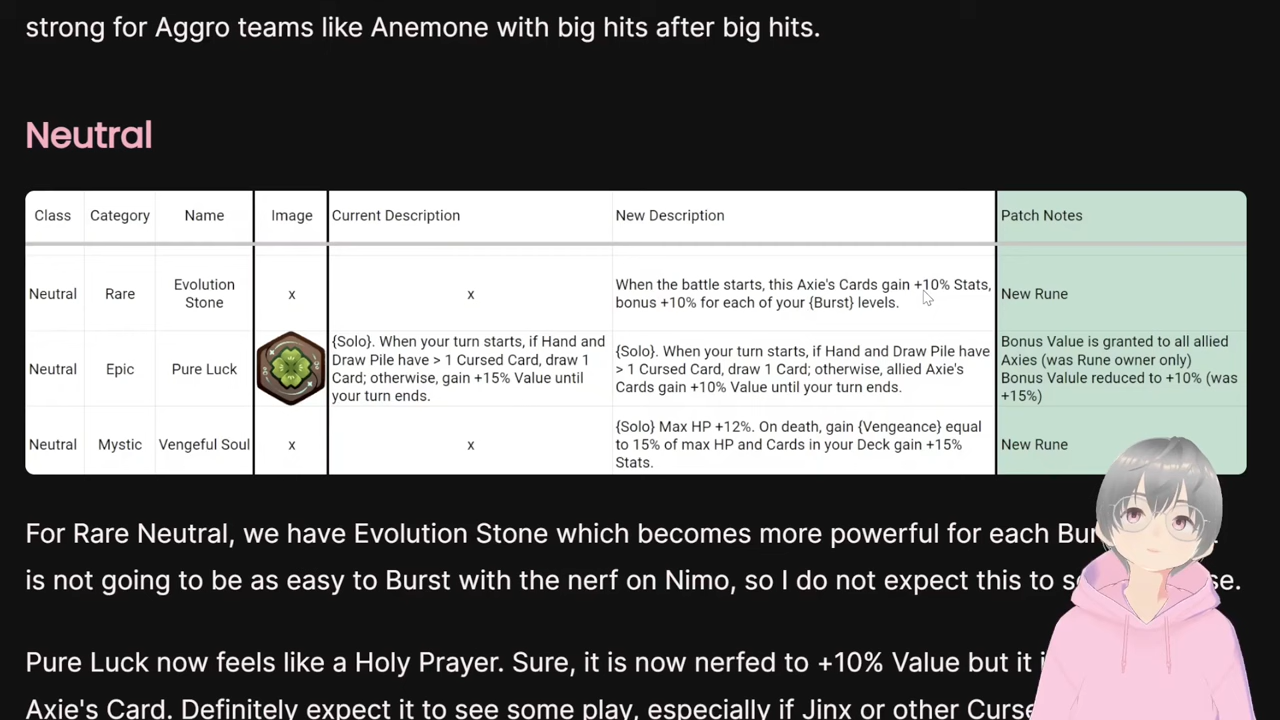 strong for Aggro teams like Anemone with big hits after big hits.
Neutral
Class Category Name Image Current Description New Description Patch Notes
Neutral Rare Evolution Stone x x When the battle starts, this Axie's Cards gain +10% Stats, bonus +10% for each of your {Burst} levels. New Rune
Neutral Epic Pure Luck {Solo}. When your turn starts, if Hand and Draw Pile have > 1 Cursed Card, draw 1 Card; otherwise, gain +15% Value until your turn ends. {Solo}. When your turn starts, if Hand and Draw Pile have > 1 Cursed Card, draw 1 Card; otherwise, allied Axie's Cards gain +10% Value until your turn ends. Bonus Value is granted to all allied Axies (was Rune owner only) Bonus Valule reduced to +10% (was +15%)
Neutral Mystic Vengeful Soul x x {Solo} Max HP +12%. On death, gain {Vengeance} equal to 15% of max HP and Cards in your Deck gain +15% Stats. New Rune
For Rare Neutral, we have Evolution Stone which becomes more powerful for each
is not going to be as easy to Burst with the nerf on Nimo, so I do not expect this to
Pure Luck now feels like a Holy Prayer. Sure, it is now nerfed to +10% Value but it
Axie's Card. Definitely expect it to see some play, especially if Jinx or other